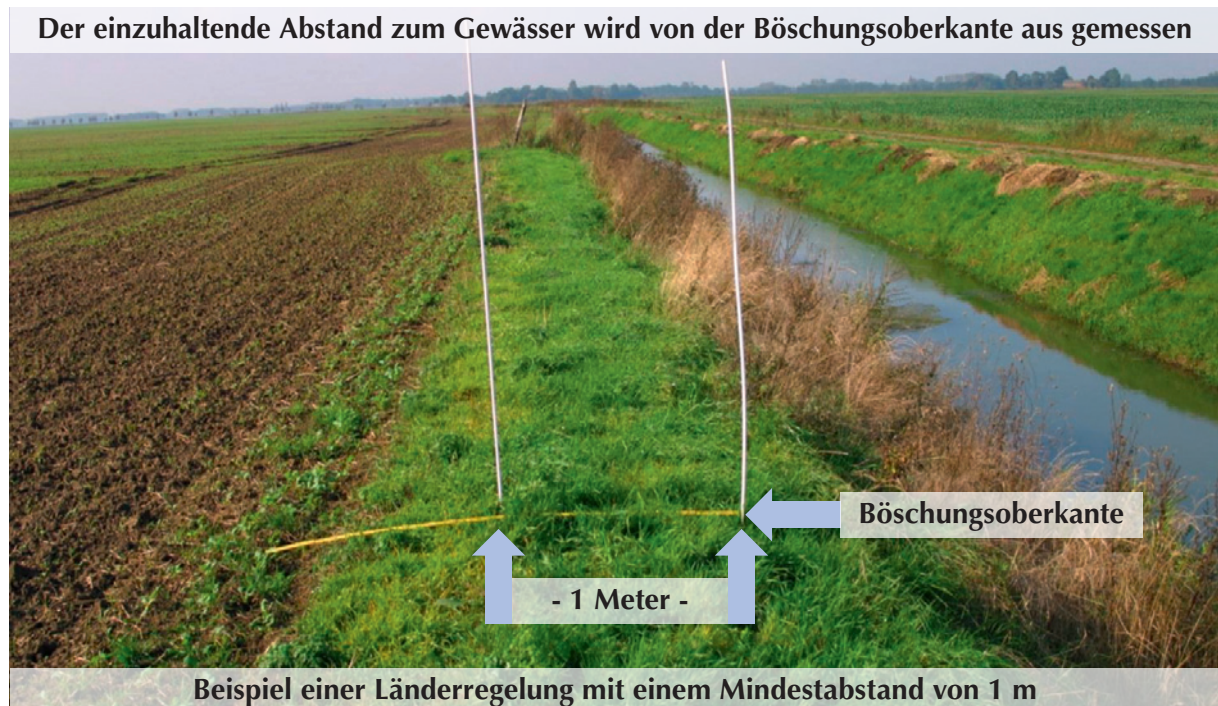 Der einzuhaltende Abstand zum Gewässer wird von der Böschungsoberkante aus gemessen
Böschungsoberkante
- 1 Meter -
Beispiel einer Länderregelung mit einem Mindestabstand von 1 m